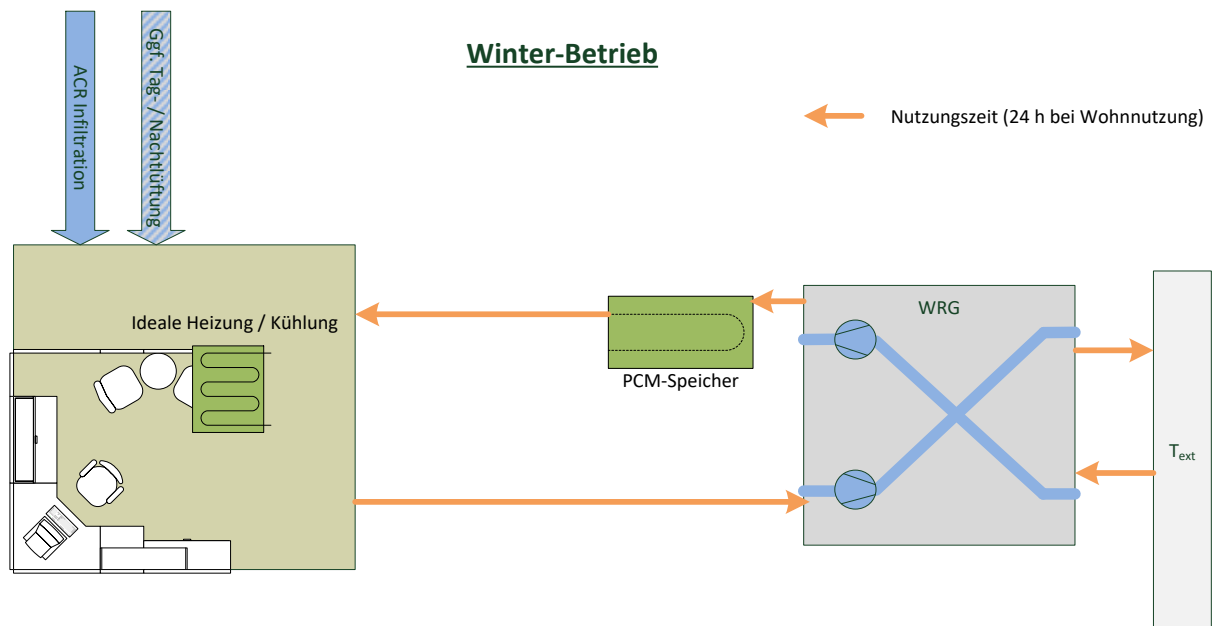 Winter-Betrieb
ACR Infiltration
Ggf. Tag- / Nachtlüftung
Nutzungszeit (24 h bei Wohnnutzung)
Ideale Heizung / Kühlung
PCM-Speicher
WRG
Text